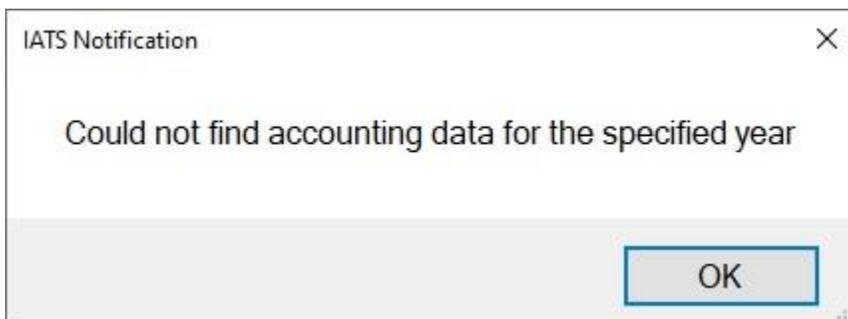 IATS Notification
Could not find accounting data for the specified year
OK